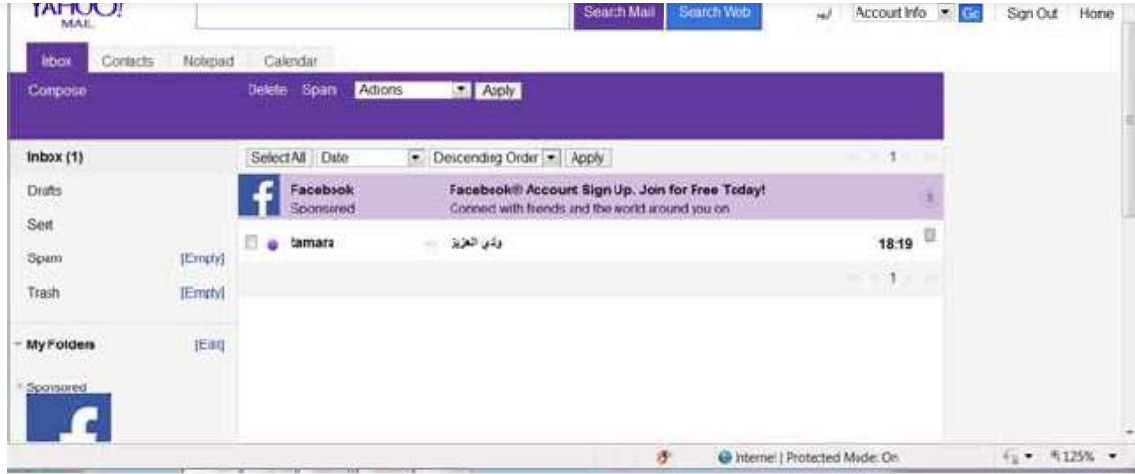 YAHOO!
MAIL
Search Mail Search Web Account Info Go Sign Out Home
Inbox Contacts Notepad Calendar
Compose Delete Spam Actions Apply
Inbox (1) Select All Date Descending Order Apply 1
Drafts Facebook Facebook® Account Sign Up. Join for Free Today!
Sponsored Connect with friends and the world around you on
Sent
tamara ولدي العزيز 18:19
Spam [Empty]
Trash [Empty] 1
My Folders [Edit]
Sponsored
Internet | Protected Mode: On 125%